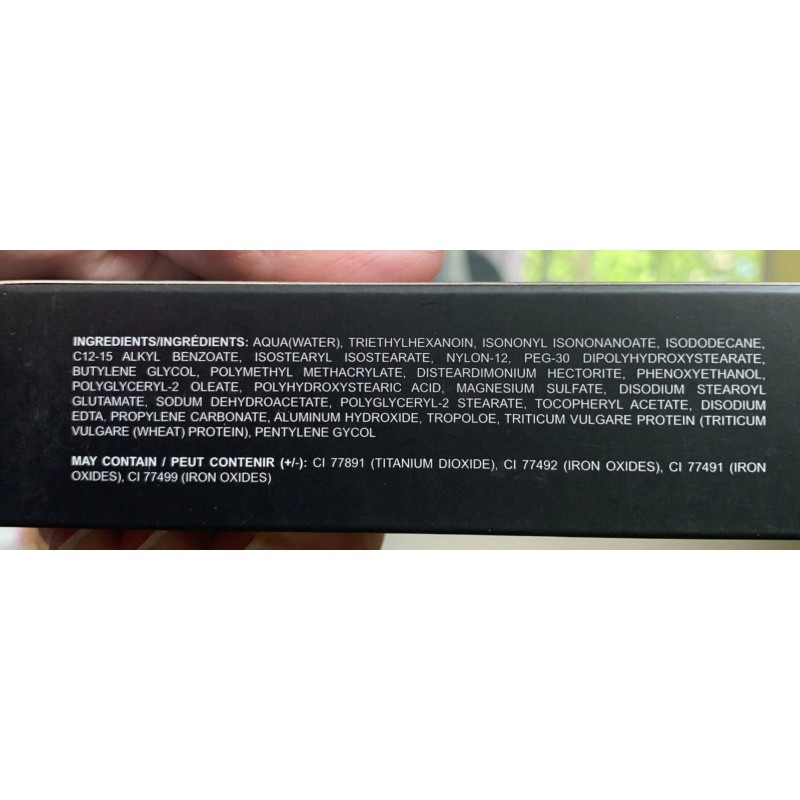 INGREDIENTS/INGRÉDIENTS: AQUA(WATER), TRIETHYLHEXANOIN, ISONONYL ISONONANOATE, ISODODECANE,
C12-15 ALKYL BENZOATE, ISOSTEARYL ISOSTEARATE, NYLON-12, PEG-30 DIPOLYHYDROXYSTEARATE,
BUTYLENE GLYCOL, POLYMETHYL METHACRYLATE, DISTEARDIMONIUM HECTORITE, PHENOXYETHANOL,
POLYGLYCERYL-2 OLEATE, POLYHYDROXYSTEARIC ACID, MAGNESIUM SULFATE, DISODIUM STEAROYL
GLUTAMATE, SODIUM DEHYDROACETATE, POLYGLYCERYL-2 STEARATE, TOCOPHERYL ACETATE, DISODIUM
EDTA, PROPYLENE CARBONATE, ALUMINUM HYDROXIDE, TROPOLOE, TRITICUM VULGARE PROTEIN (TRITICUM
VULGARE (WHEAT) PROTEIN), PENTYLENE GYCOL
MAY CONTAIN / PEUT CONTENIR (+/-): CI 77891 (TITANIUM DIOXIDE), CI 77492 (IRON OXIDES), CI 77491 (IRON
OXIDES), CI 77499 (IRON OXIDES)